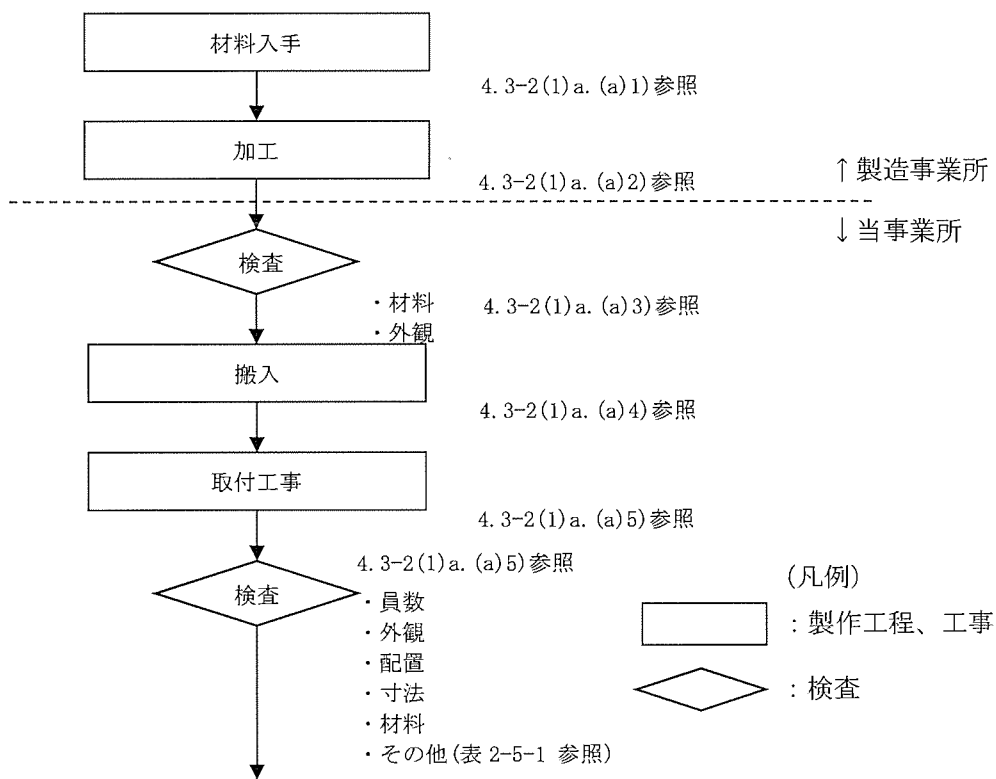 材料入手
4.3-2(1)a.(a)1)参照
加工
4.3-2(1)a.(a)2)参照
↑製造事業所
↓当事業所
検査
・材料
・外観
4.3-2(1)a.(a)3)参照
搬入
4.3-2(1)a.(a)4)参照
取付工事
4.3-2(1)a.(a)5)参照
検査
4.3-2(1)a.(a)5)参照
・員数
・外観
・配置
・寸法
・材料
・その他(表 2-5-1 参照)
(凡例)
：製作工程、工事
：検査